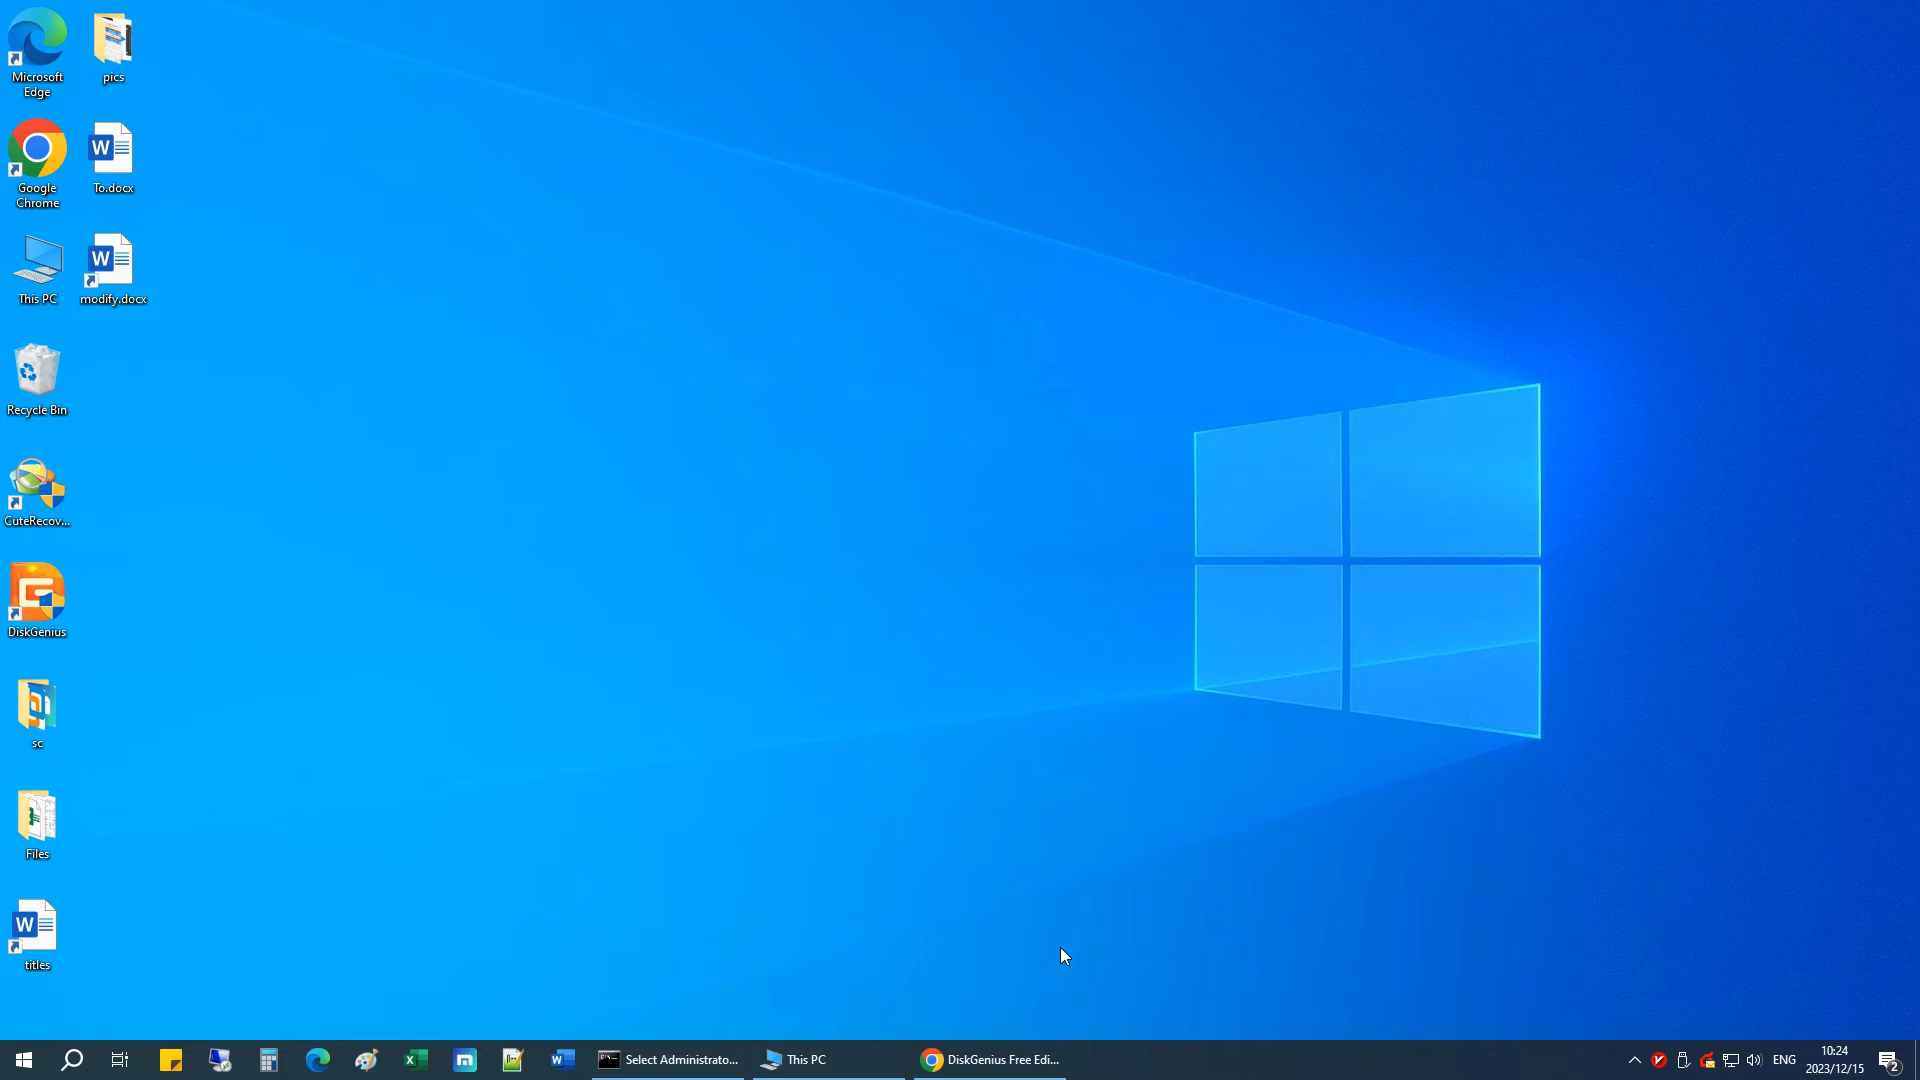 Microsoft
Edge
pics
Google
Chrome
To.docx
This PC
modify.docx
Recycle Bin
CuteRecov...
DiskGenius
sc
Files
titles
Select Administrato...
This PC
DiskGenius Free Edi...
ENG
10:24
2023/12/15
2